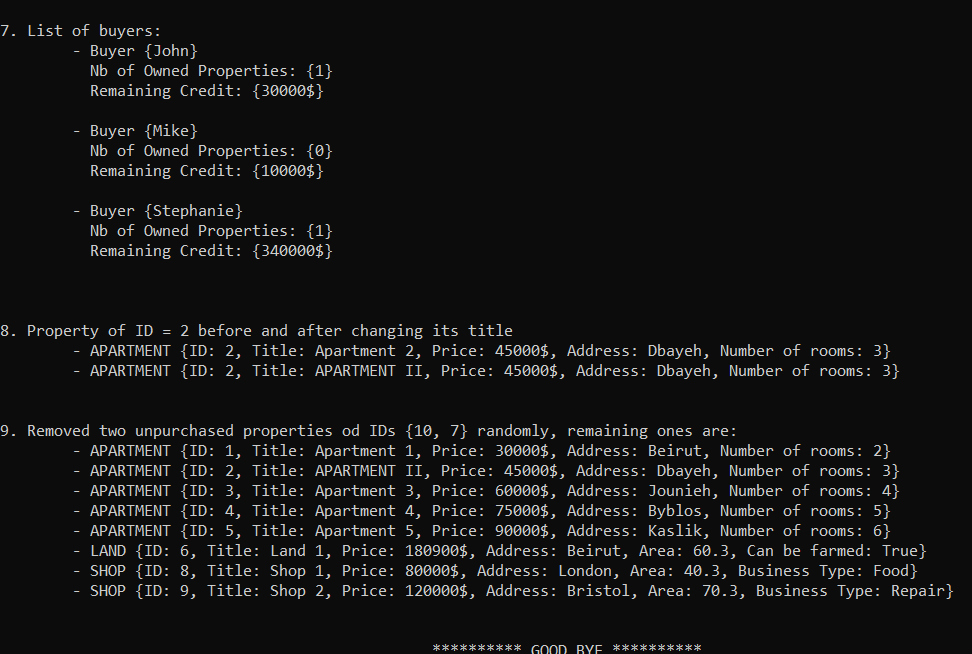 7. List of buyers:
- Buyer {John}
Nb of Owned Properties: {1}
Remaining Credit: {30000$}
- Buyer {Mike}
Nb of Owned Properties: {0}
Remaining Credit: {10000$}
- Buyer {Stephanie}
Nb of Owned Properties: {1}
Remaining Credit: {340000$}
8. Property of ID = 2 before and after changing its title
- APARTMENT {ID: 2, Title: Apartment 2, Price: 45000$, Address: Dbayeh, Number of rooms: 3}
- APARTMENT {ID: 2, Title: APARTMENT II, Price: 45000$, Address: Dbayeh, Number of rooms: 3}
9. Removed two unpurchased properties od IDs {10, 7} randomly, remaining ones are:
- APARTMENT {ID: 1, Title: Apartment 1, Price: 30000$, Address: Beirut, Number of rooms: 2}
- APARTMENT {ID: 2, Title: APARTMENT II, Price: 45000$, Address: Dbayeh, Number of rooms: 3}
- APARTMENT {ID: 3, Title: Apartment 3, Price: 60000$, Address: Jounieh, Number of rooms: 4}
- APARTMENT {ID: 4, Title: Apartment 4, Price: 75000$, Address: Byblos, Number of rooms: 5}
- APARTMENT {ID: 5, Title: Apartment 5, Price: 90000$, Address: Kaslik, Number of rooms: 6}
- LAND {ID: 6, Title: Land 1, Price: 180900$, Address: Beirut, Area: 60.3, Can be farmed: True}
- SHOP {ID: 8, Title: Shop 1, Price: 80000$, Address: London, Area: 40.3, Business Type: Food}
- SHOP {ID: 9, Title: Shop 2, Price: 120000$, Address: Bristol, Area: 70.3, Business Type: Repair}
********** GOOD BYE **********